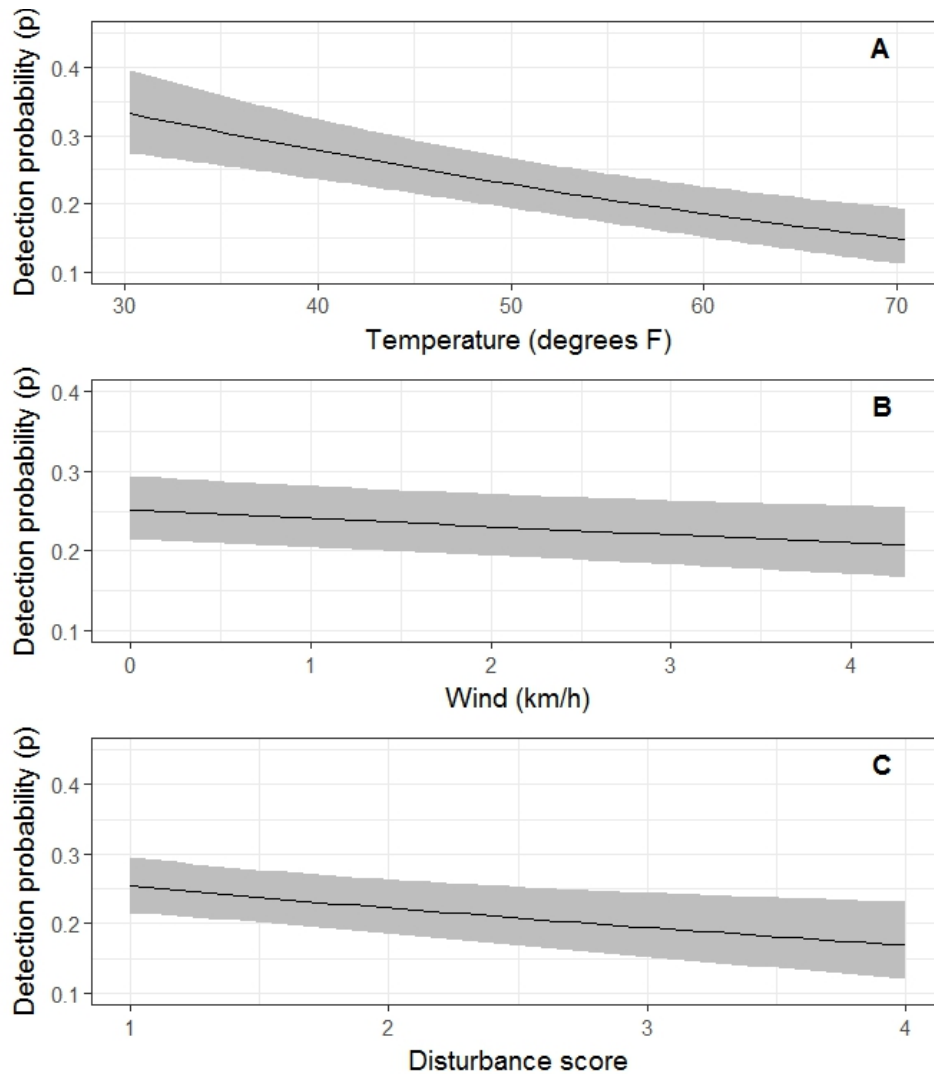 Detection probability (p)
A
0.4
0.3
0.2
0.1
30 40 50 60 70
Temperature (degrees F)
Detection probability (p)
B
0.4
0.3
0.2
0.1
0 1 2 3 4
Wind (km/h)
Detection probability (p)
C
0.4
0.3
0.2
0.1
1 2 3 4
Disturbance score